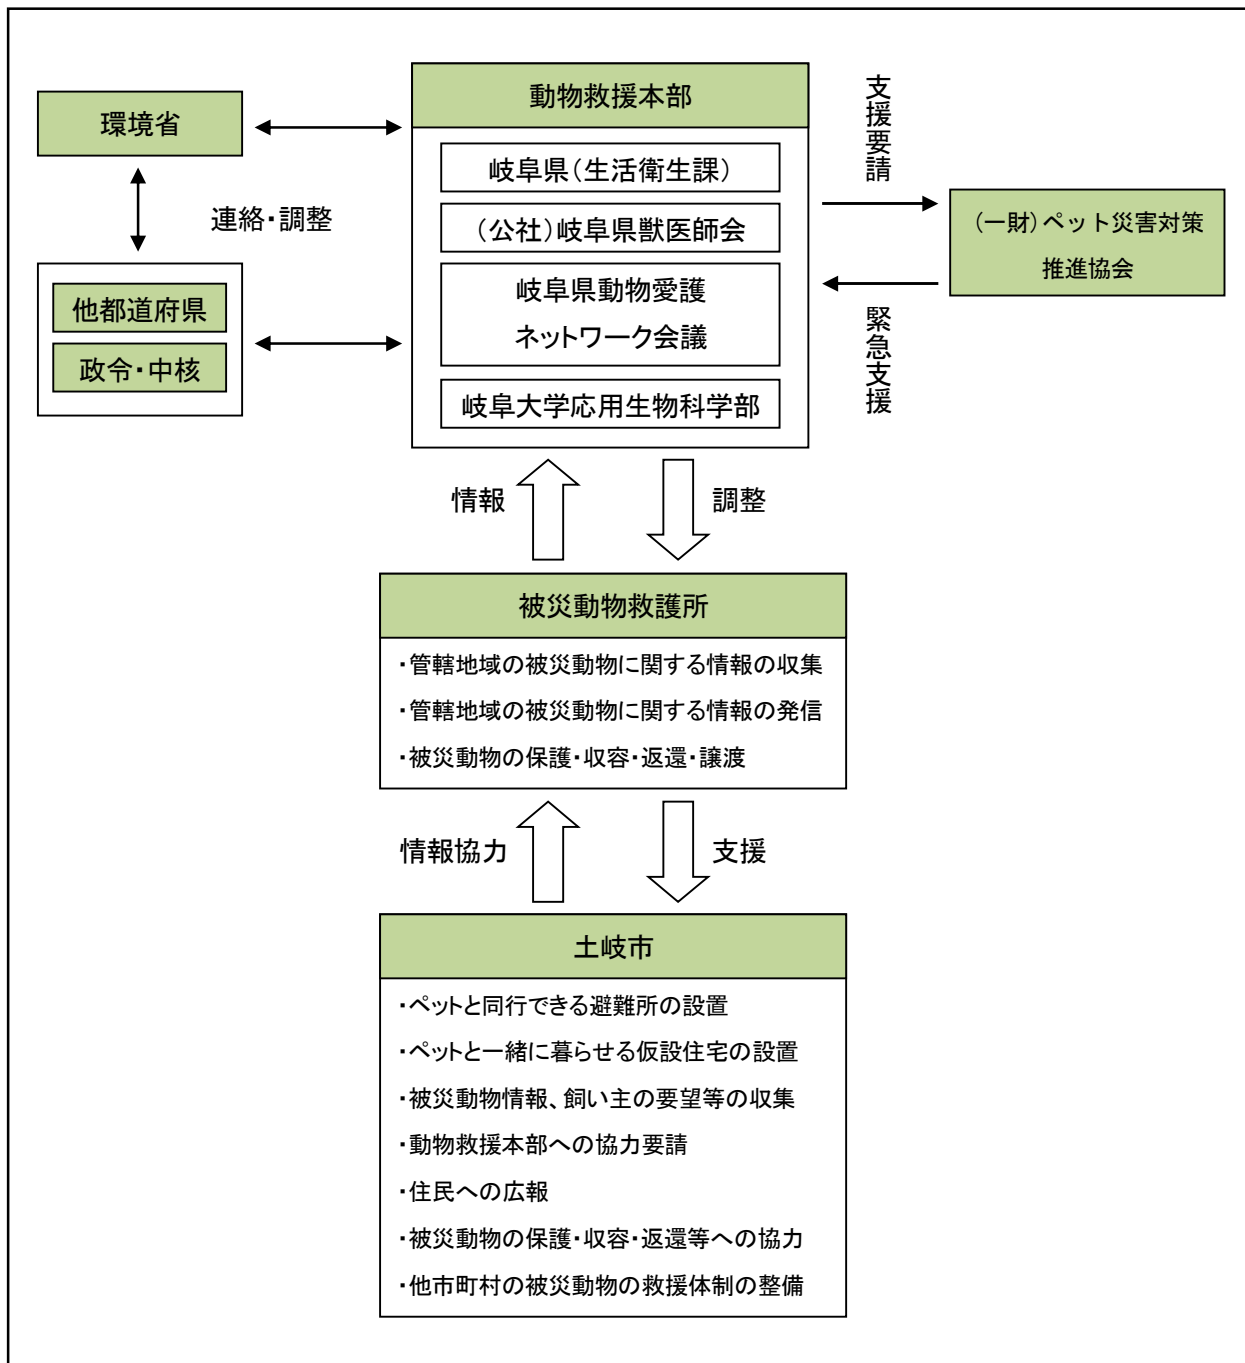 環境省
連絡・調整
他都道府県
政令・中核
動物救援本部
岐阜県（生活衛生課）
（公社）岐阜県獣医師会
岐阜県動物愛護
ネットワーク会議
岐阜大学応用生物科学部
支援要請
（一財）ペット災害対策
推進協会
緊急支援
情報
調整
被災動物救護所
・管轄地域の被災動物に関する情報の収集
・管轄地域の被災動物に関する情報の発信
・被災動物の保護・収容・返還・譲渡
情報協力
支援
土岐市
・ペットと同行できる避難所の設置
・ペットと一緒に暮らせる仮設住宅の設置
・被災動物情報、飼い主の要望等の収集
・動物救援本部への協力要請
・住民への広報
・被災動物の保護・収容・返還等への協力
・他市町村の被災動物の救援体制の整備